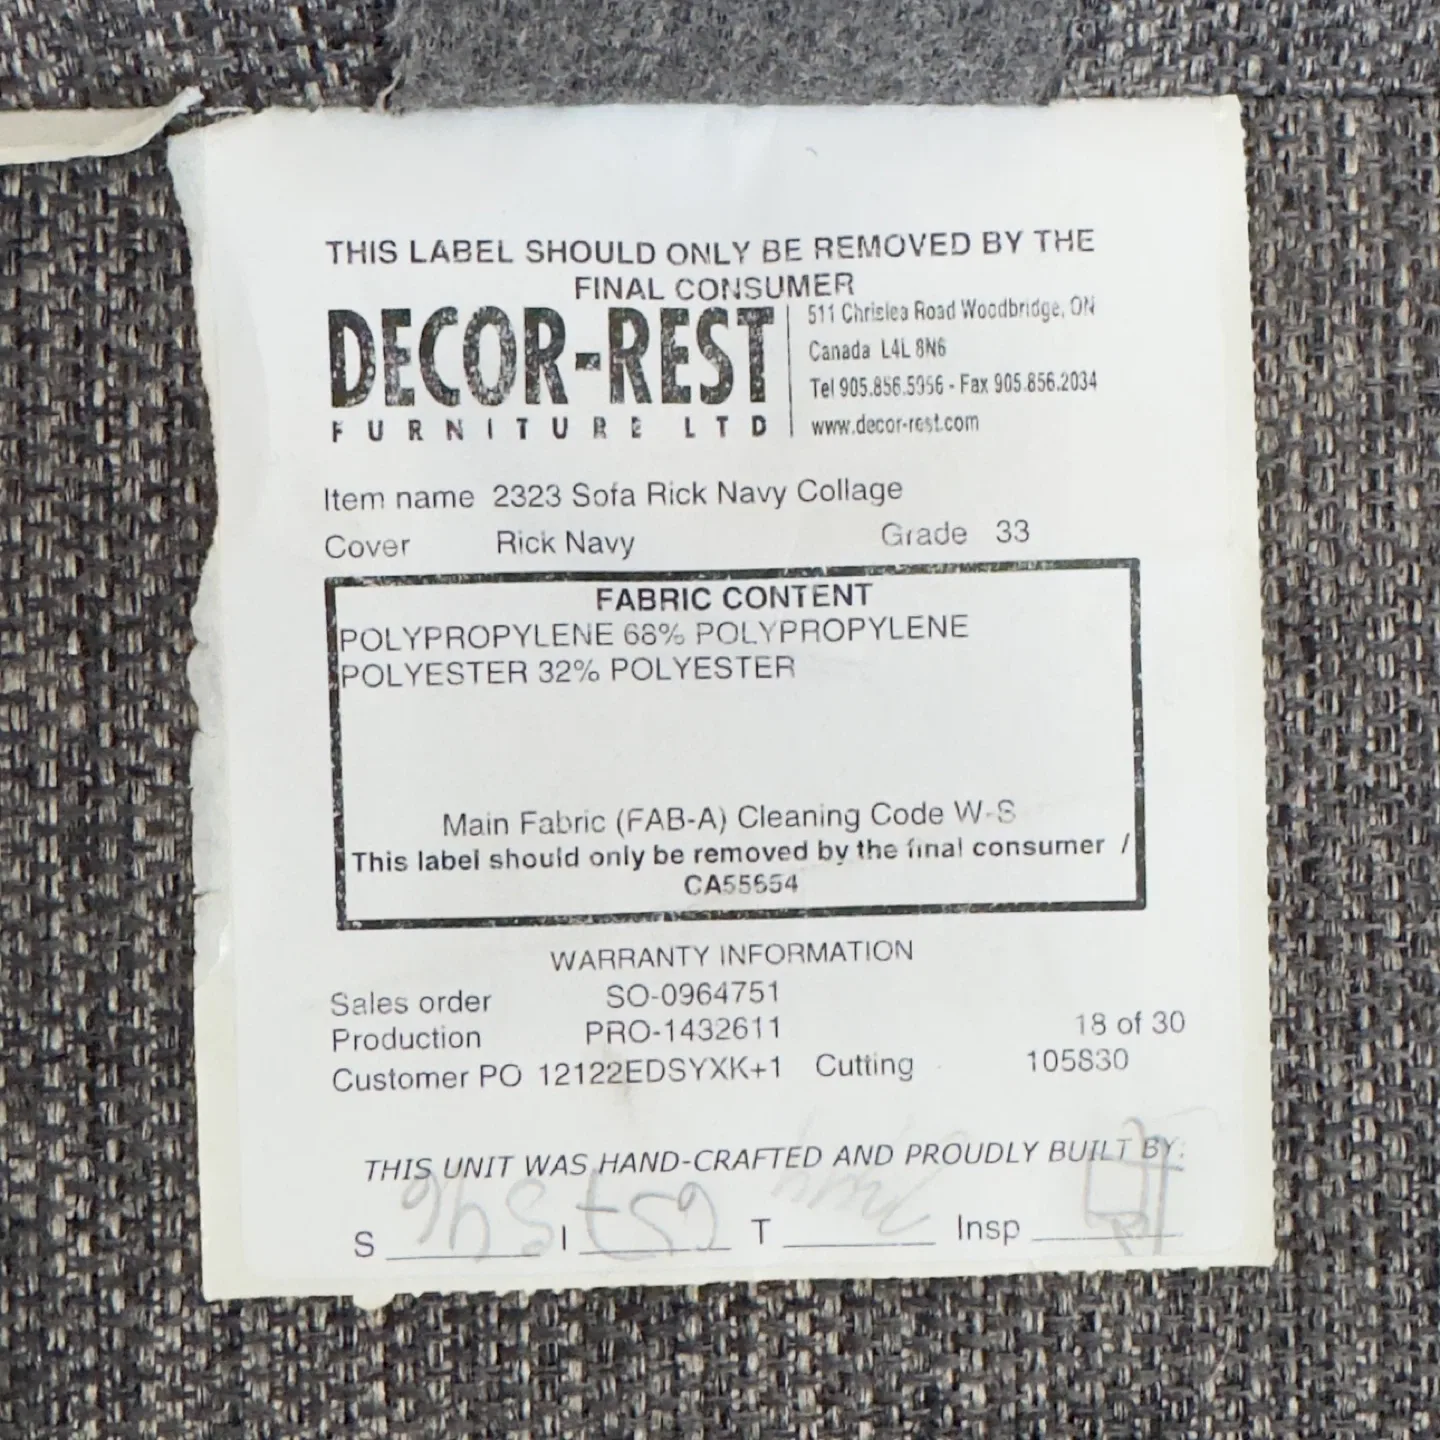 THIS LABEL SHOULD ONLY BE REMOVED BY THE
FINAL CONSUMER
DECOR-REST
FURNITURE LTD
511 Chrislea Road Woodbridge, ON
Canada L4L 8N6
Tel 905.856.5956 - Fax 905.856.2034
www.decor-rest.com
Item name 2323 Sofa Rick Navy Collage
Cover Rick Navy Grade 33
FABRIC CONTENT
POLYPROPYLENE 68% POLYPROPYLENE
POLYESTER 32% POLYESTER
Main Fabric (FAB-A) Cleaning Code W-S
This label should only be removed by the final consumer /
CA55654
WARRANTY INFORMATION
Sales order SO-0964751
Production PRO-1432611 18 of 30
Customer PO 12122EDSYXK+1 Cutting 105830
THIS UNIT WAS HAND-CRAFTED AND PROUDLY BUILT BY:
S I T Insp